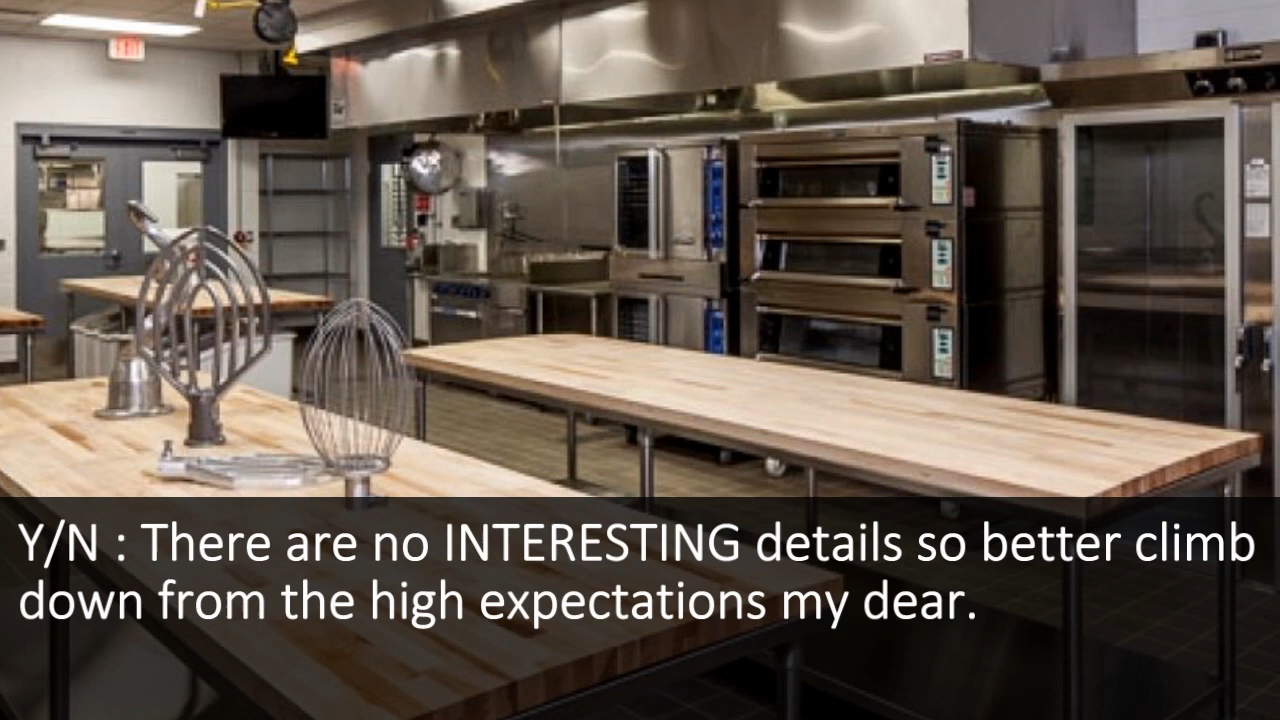 EXIT
Y/N : There are no INTERESTING details so better climb
down from the high expectations my dear.